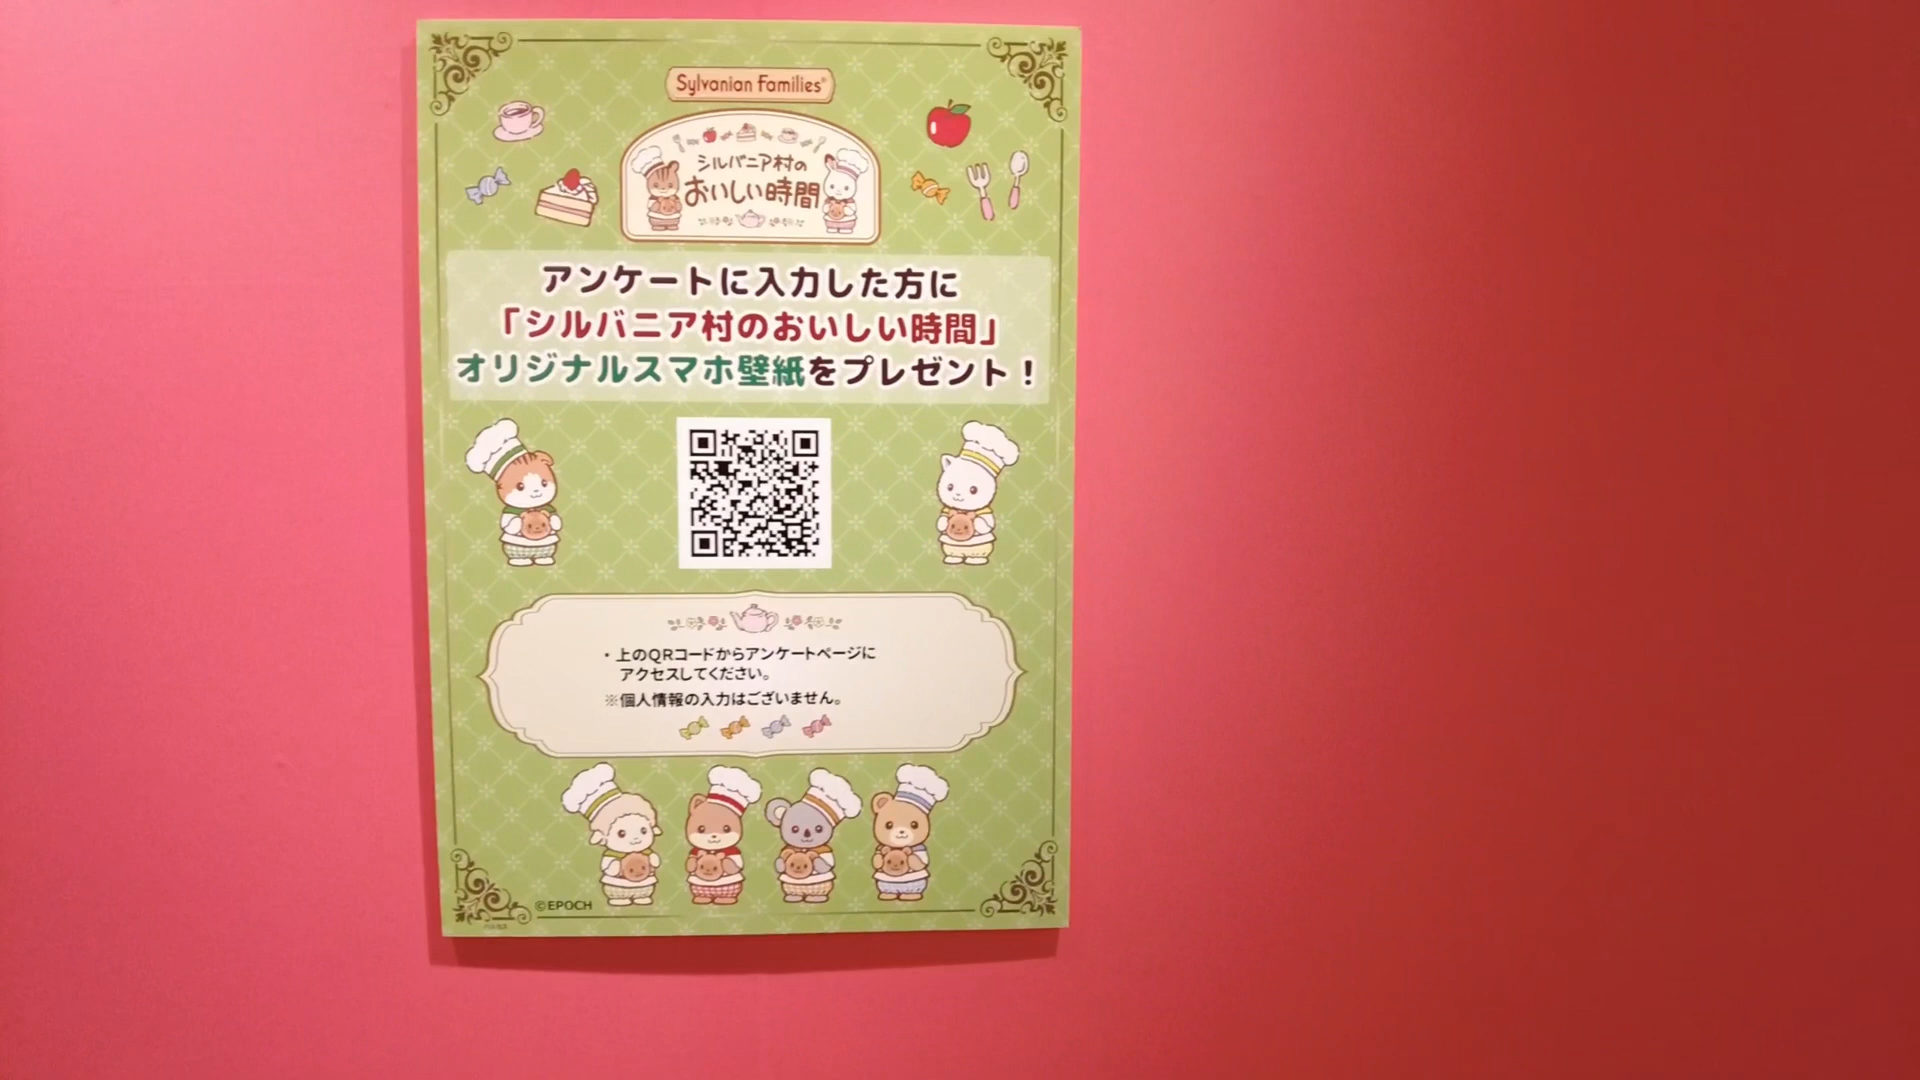 Sylvanian Families®
シルバニア村の
おいしい時間
アンケートに入力した方に
「シルバニア村のおいしい時間」
オリジナルスマホ壁紙をプレゼント！
・上のQRコードからアンケートページに
アクセスしてください。
※個人情報の入力はございません。
©EPOCH